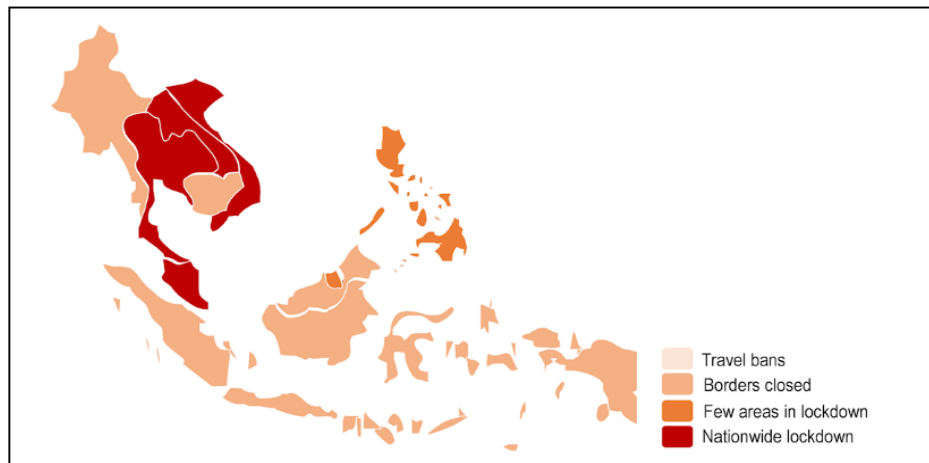 Travel bans
Borders closed
Few areas in lockdown
Nationwide lockdown